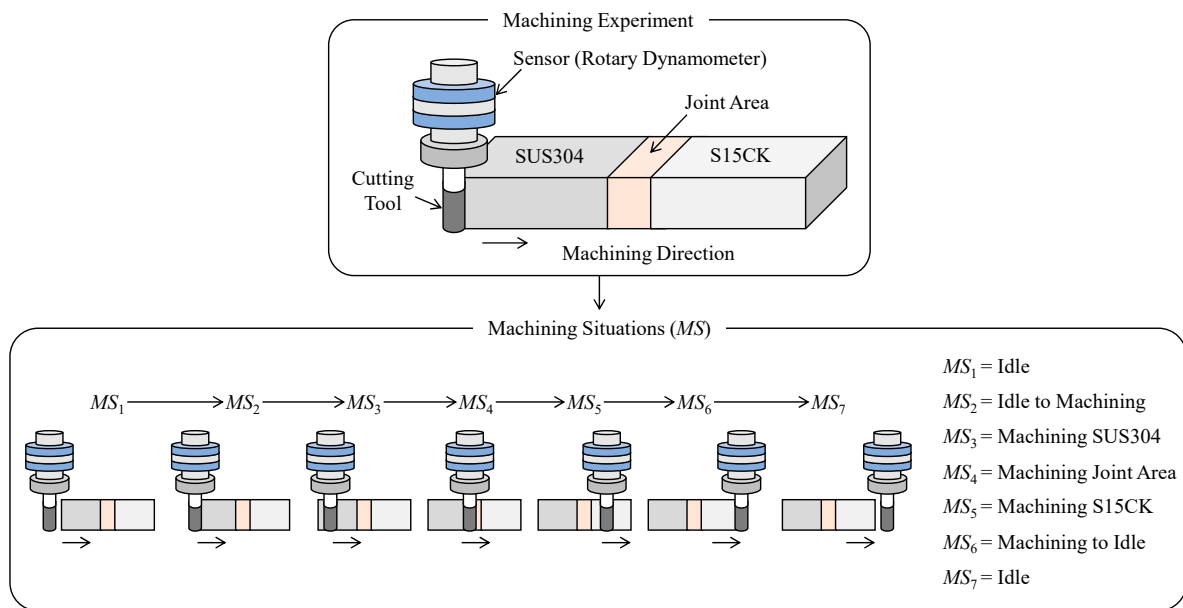 Machining Experiment
Sensor (Rotary Dynamometer)
Joint Area
SUS304
S15CK
Cutting
Tool
Machining Direction
Machining Situations (MS)
MS₁
MS₂
MS₃
MS₄
MS₅
MS₆
MS₇
MS₁ = Idle
MS₂ = Idle to Machining
MS₃ = Machining SUS304
MS₄ = Machining Joint Area
MS₅ = Machining S15CK
MS₆ = Machining to Idle
MS₇ = Idle